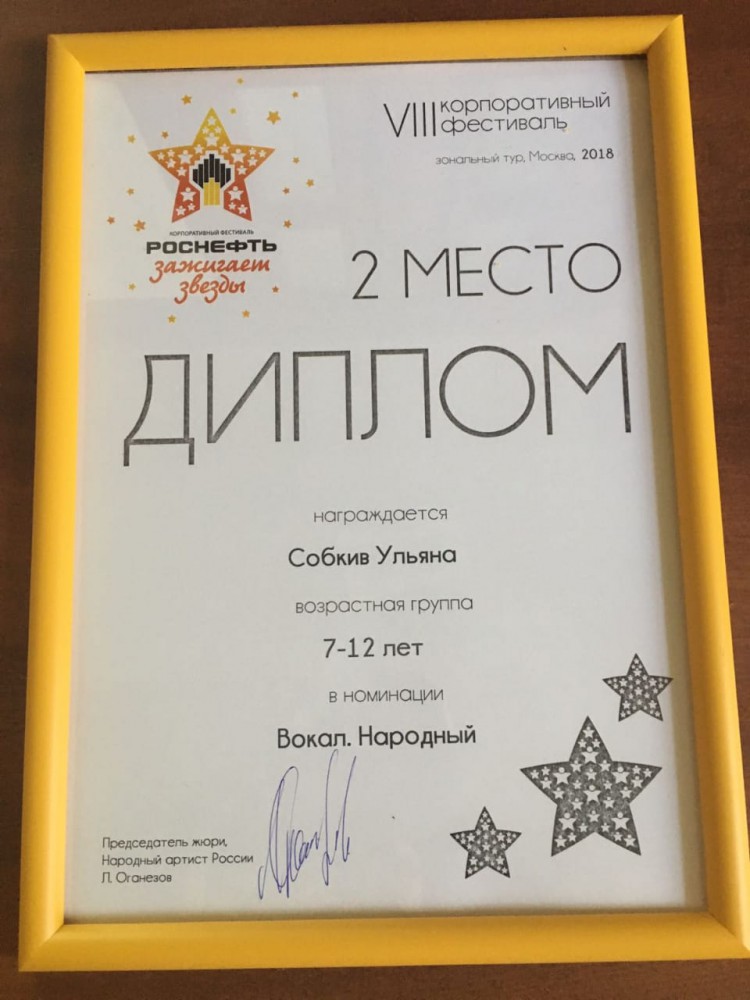 VIII корпоративный
фестиваль
зональный тур, Москва, 2018
КОРПОРАТИВНЫЙ ФЕСТИВАЛЬ
РОСНЕФТЬ
зажигает
звезды
2 МЕСТО
ДИПЛОМ
награждается
Собкив Ульяна
возрастная группа
7-12 лет
в номинации
Вокал. Народный
Председатель жюри,
Народный артист России
Л. Оганезов